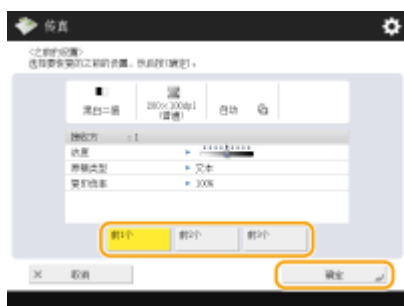 传真
<之前的设置>
选择要恢复的之前的设置，然后按[确定]。
黑白二值
200×100dpi
(普通)
自动
接收方 :1
浓度
原稿类型 ▶ 文本
复印倍率 ▶ 100%
前1个 前2个 前3个
× 取消
确定